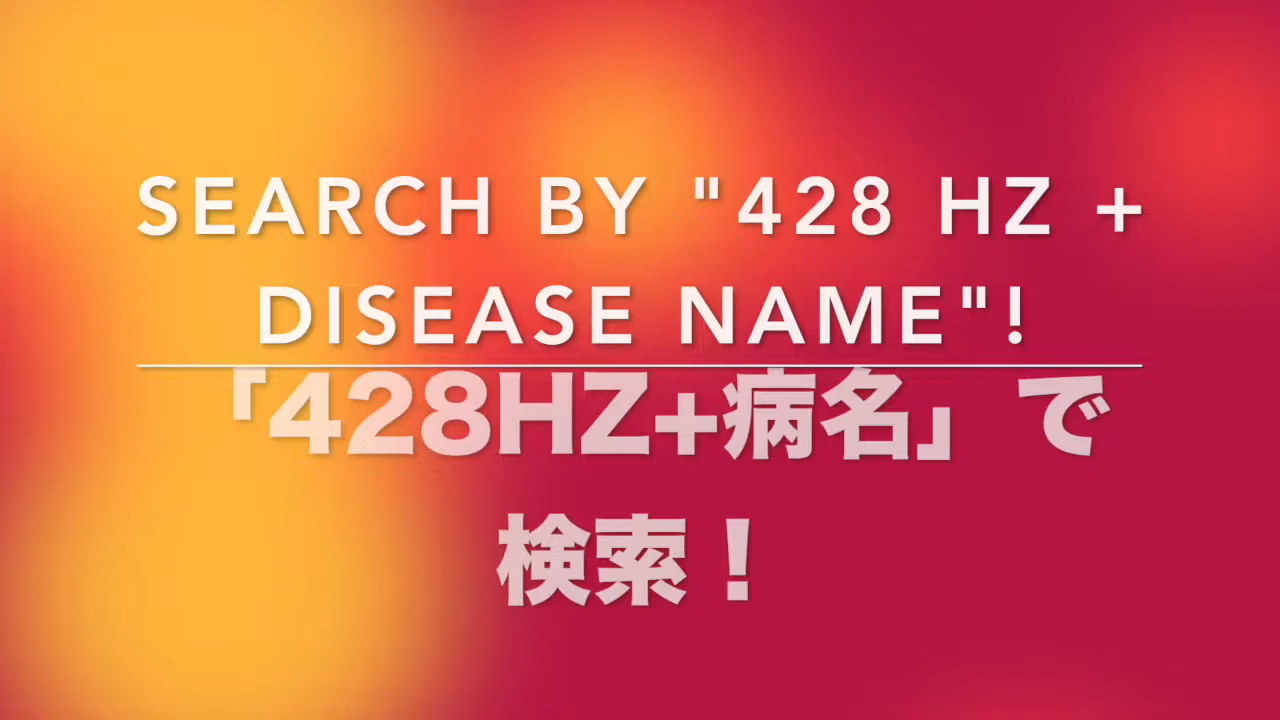 SEARCH BY "428 HZ +
DISEASE NAME"!
「428HZ+病名」で
検索！